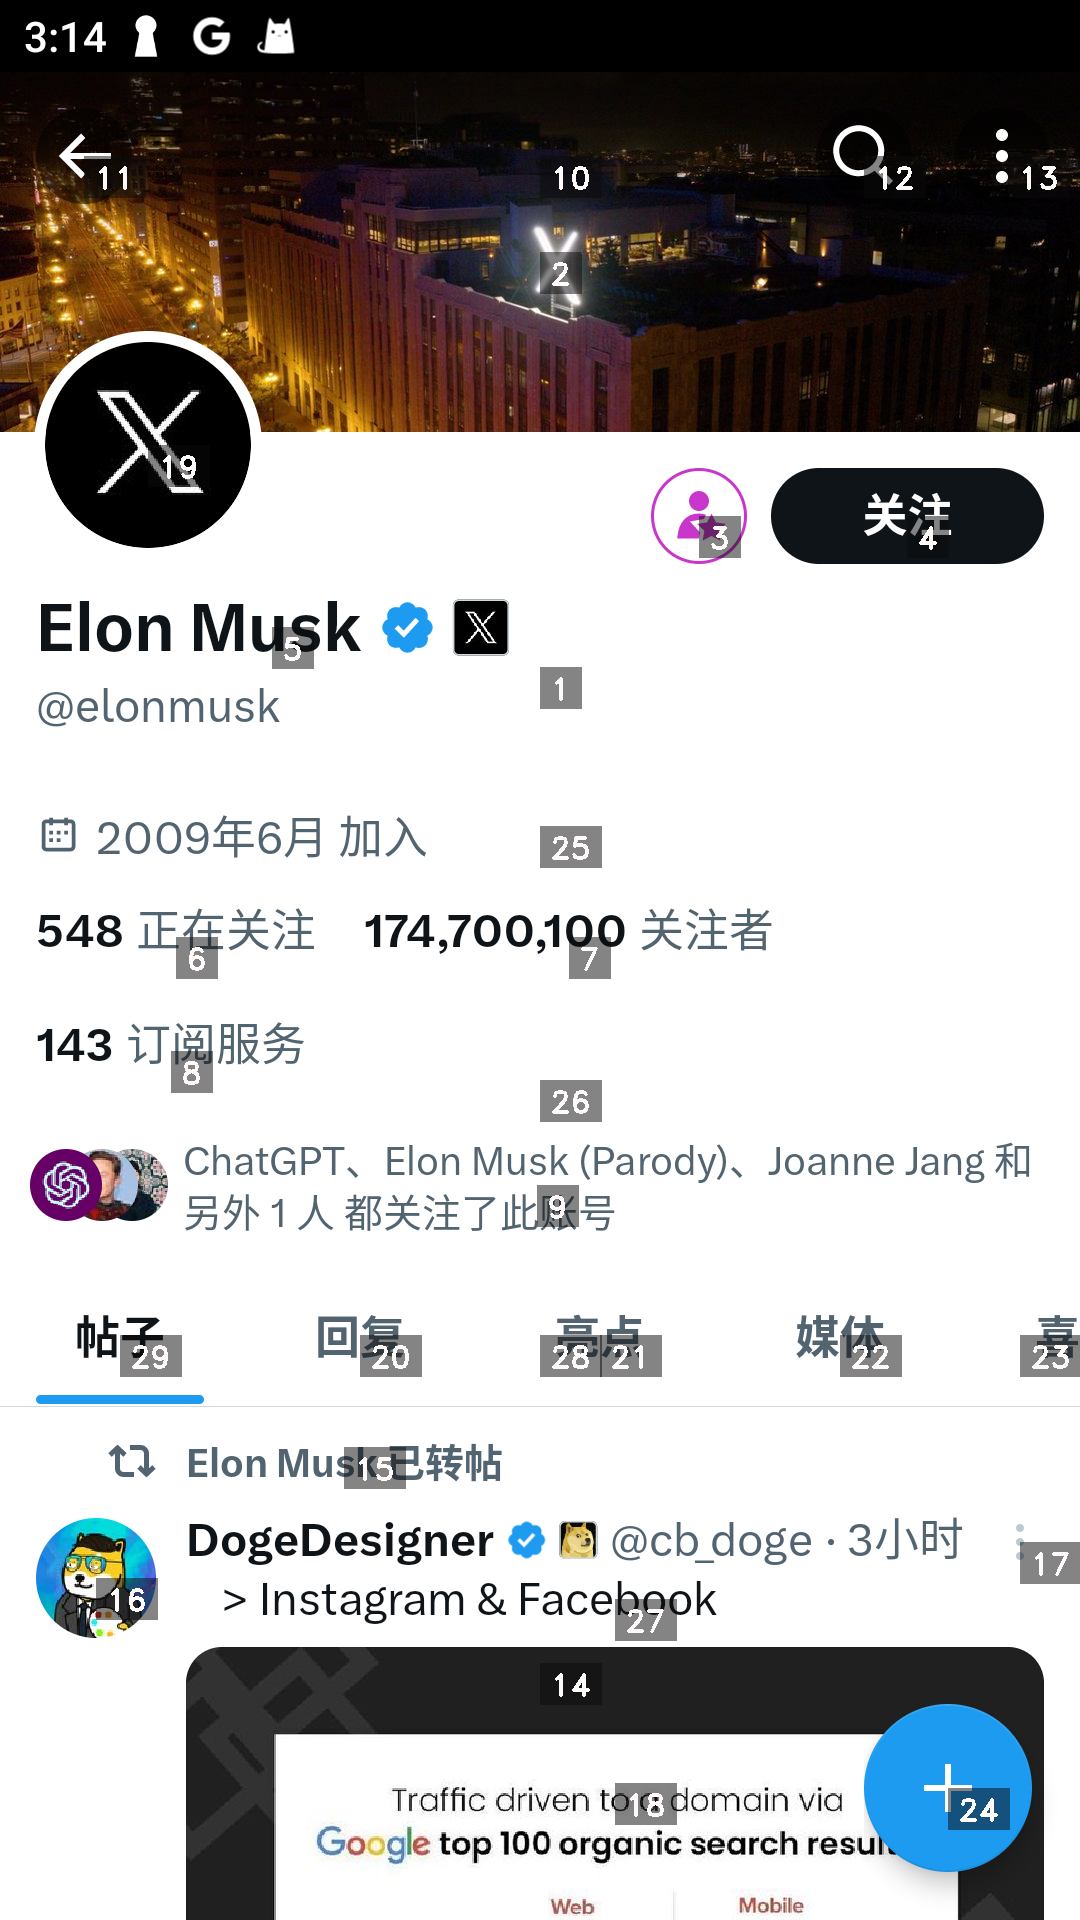 3:14
11
10
12
13
2
19
3
关注
4
Elon Musk
5
1
@elonmusk
2009年6月 加入
25
548 正在关注 174,700,100 关注者
6
7
143 订阅服务
8
26
ChatGPT、Elon Musk (Parody)、Joanne Jang 和
另外 1 人 都关注了此账号
9
帖子 回复 亮点 媒体 喜
29
20
28
21
22
23
Elon Musk 已转帖
15
DogeDesigner @cb_doge · 3小时
17
16
> Instagram & Facebook
27
14
Traffic driven to a domain via
18
Google top 100 organic search resul
24
Web Mobile